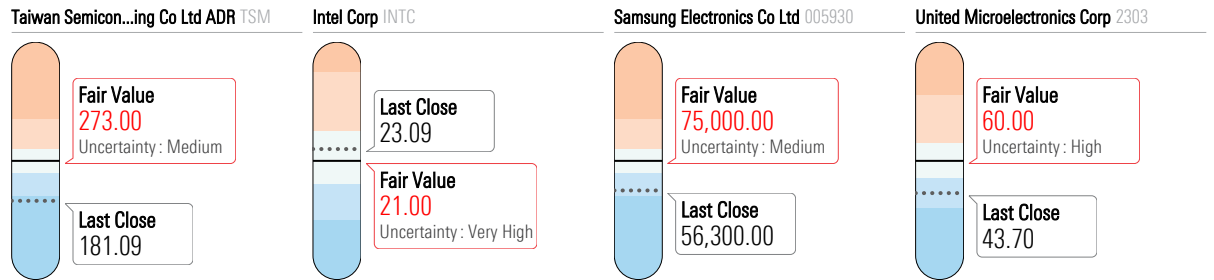 Taiwan Semicon...ing Co Ltd ADR TSM
Fair Value
273.00
Uncertainty : Medium
Last Close
181.09
Intel Corp INTC
Last Close
23.09
Fair Value
21.00
Uncertainty : Very High
Samsung Electronics Co Ltd 005930
Fair Value
75,000.00
Uncertainty : Medium
Last Close
56,300.00
United Microelectronics Corp 2303
Fair Value
60.00
Uncertainty : High
Last Close
43.70